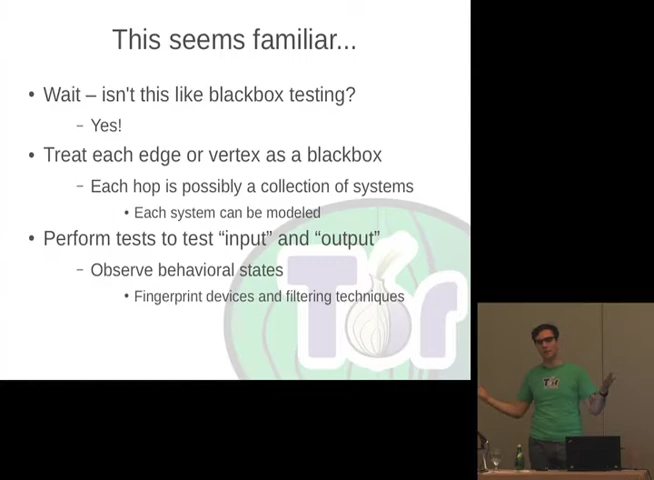 This seems familiar...
• Wait – isn't this like blackbox testing?
– Yes!
• Treat each edge or vertex as a blackbox
– Each hop is possibly a collection of systems
• Each system can be modeled
• Perform tests to test “input” and “output”
– Observe behavioral states
• Fingerprint devices and filtering techniques
Tor
Tor